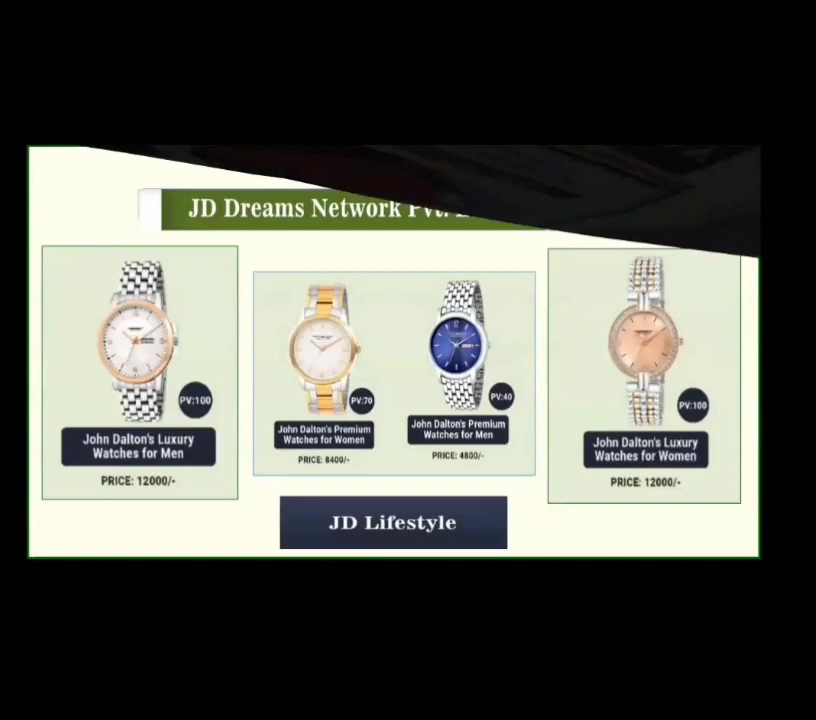 JD Dreams Network Pvt.
PV:100
John Dalton's Luxury
Watches for Men
PRICE: 12000/-
PV:70
John Dalton's Premium
Watches for Women
PRICE: 8400/-
PV:40
John Dalton's Premium
Watches for Men
PRICE: 4800/-
PV:100
John Dalton's Luxury
Watches for Women
PRICE: 12000/-
JD Lifestyle